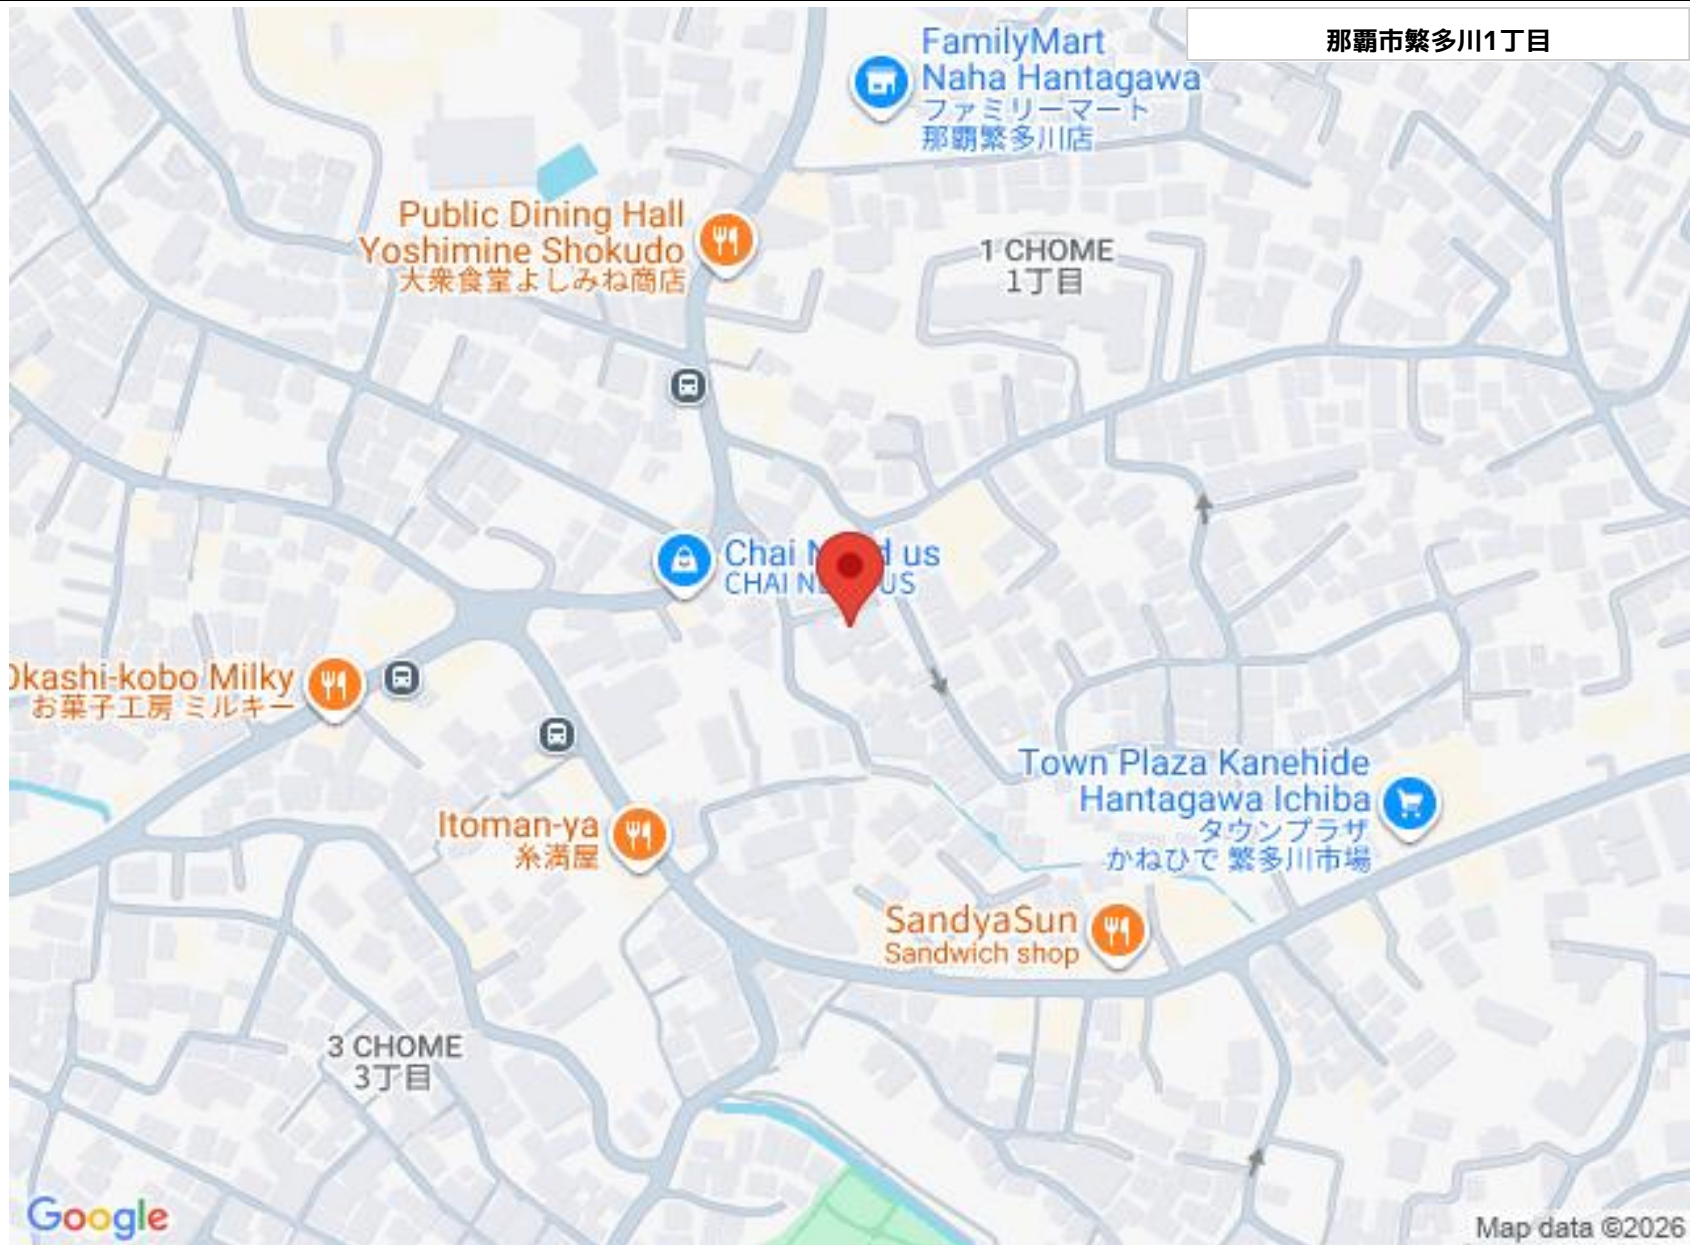 那覇市繁多川1丁目
FamilyMart
Naha Hantagawa
ファミリーマート
那覇繁多川店
Public Dining Hall
Yoshimine Shokudo
大衆食堂よしみね商店
1 CHOME
1丁目
Chai us
CHAI US
Okashi-kobo Milky
お菓子工房 ミルキー
Town Plaza Kanehide
Hantagawa Ichiba
タウンプラザ
かねひで 繁多川市場
Itoman-ya
糸満屋
SandyaSun
Sandwich shop
3 CHOME
3丁目
Google
Map data ©2026